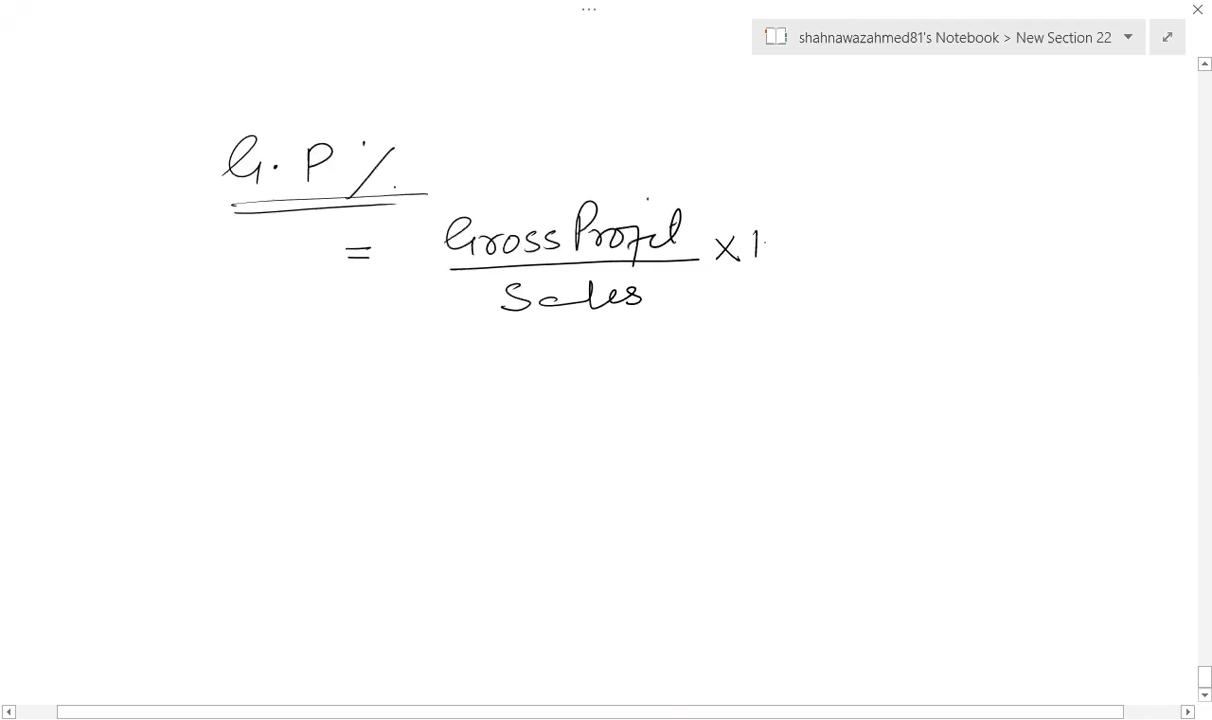 ...
shahnawazahmed81's Notebook > New Section 22
G. P %
= Gross Profit × 1
Sales